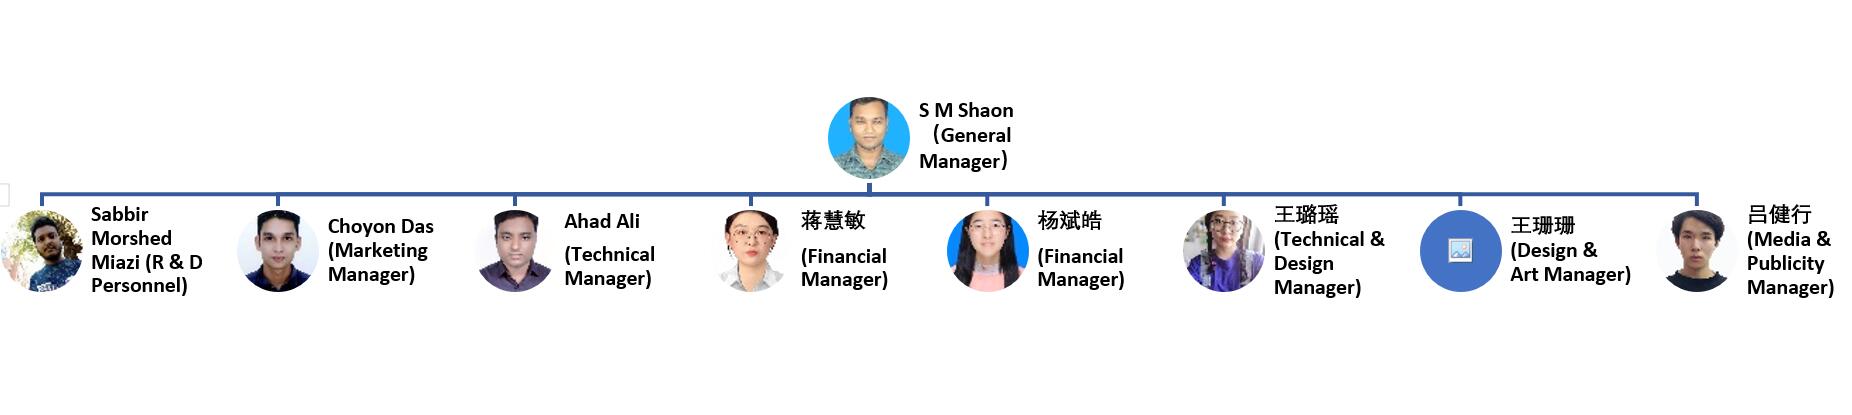 S M Shaon
（General
Manager）
Sabbir
Morshed
Miazi (R & D
Personnel)
Choyon Das
(Marketing
Manager)
Ahad Ali
(Technical
Manager)
蒋慧敏
(Financial
Manager)
杨斌皓
(Financial
Manager)
王璐瑶
(Technical &
Design
Manager)
王珊珊
(Design &
Art Manager)
吕健行
(Media &
Publicity
Manager)